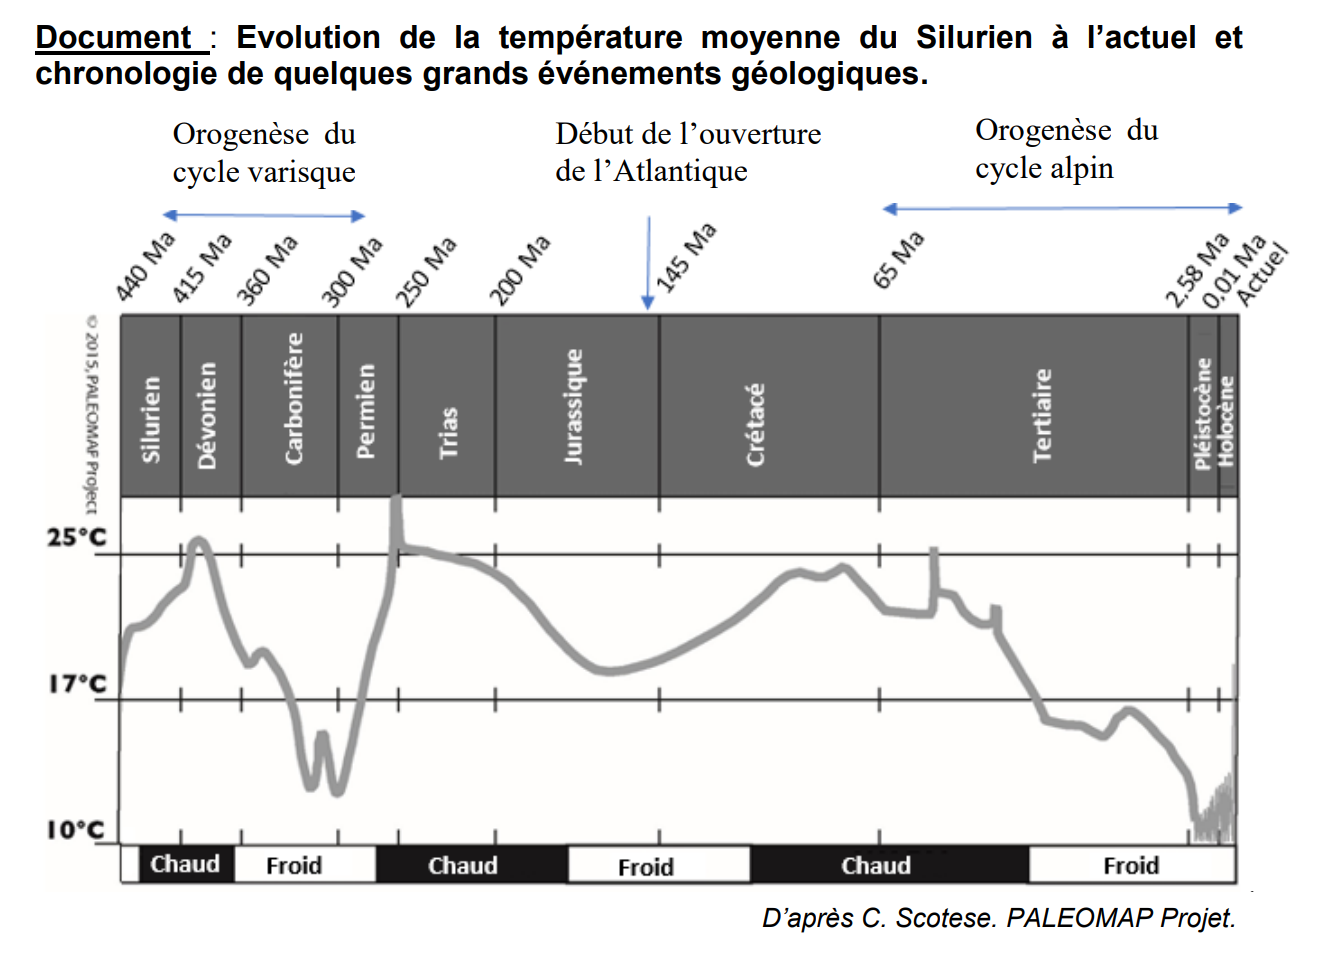 Document : Evolution de la température moyenne du Silurien à l’actuel et
chronologie de quelques grands événements géologiques.
Orogenèse du
cycle varisque
Début de l’ouverture
de l’Atlantique
Orogenèse du
cycle alpin
440 Ma
415 Ma
360 Ma
300 Ma
250 Ma
200 Ma
145 Ma
65 Ma
2.58 Ma
0.01 Ma
Actuel
© 2015, PALEOMAP Project
Silurien
Dévonien
Carbonifère
Permien
Trias
Jurassique
Crétacé
Tertiaire
Pléistocène
Holocène
25°C
17°C
10°C
Chaud
Froid
Chaud
Froid
Chaud
Froid
D’après C. Scotese. PALEOMAP Projet.